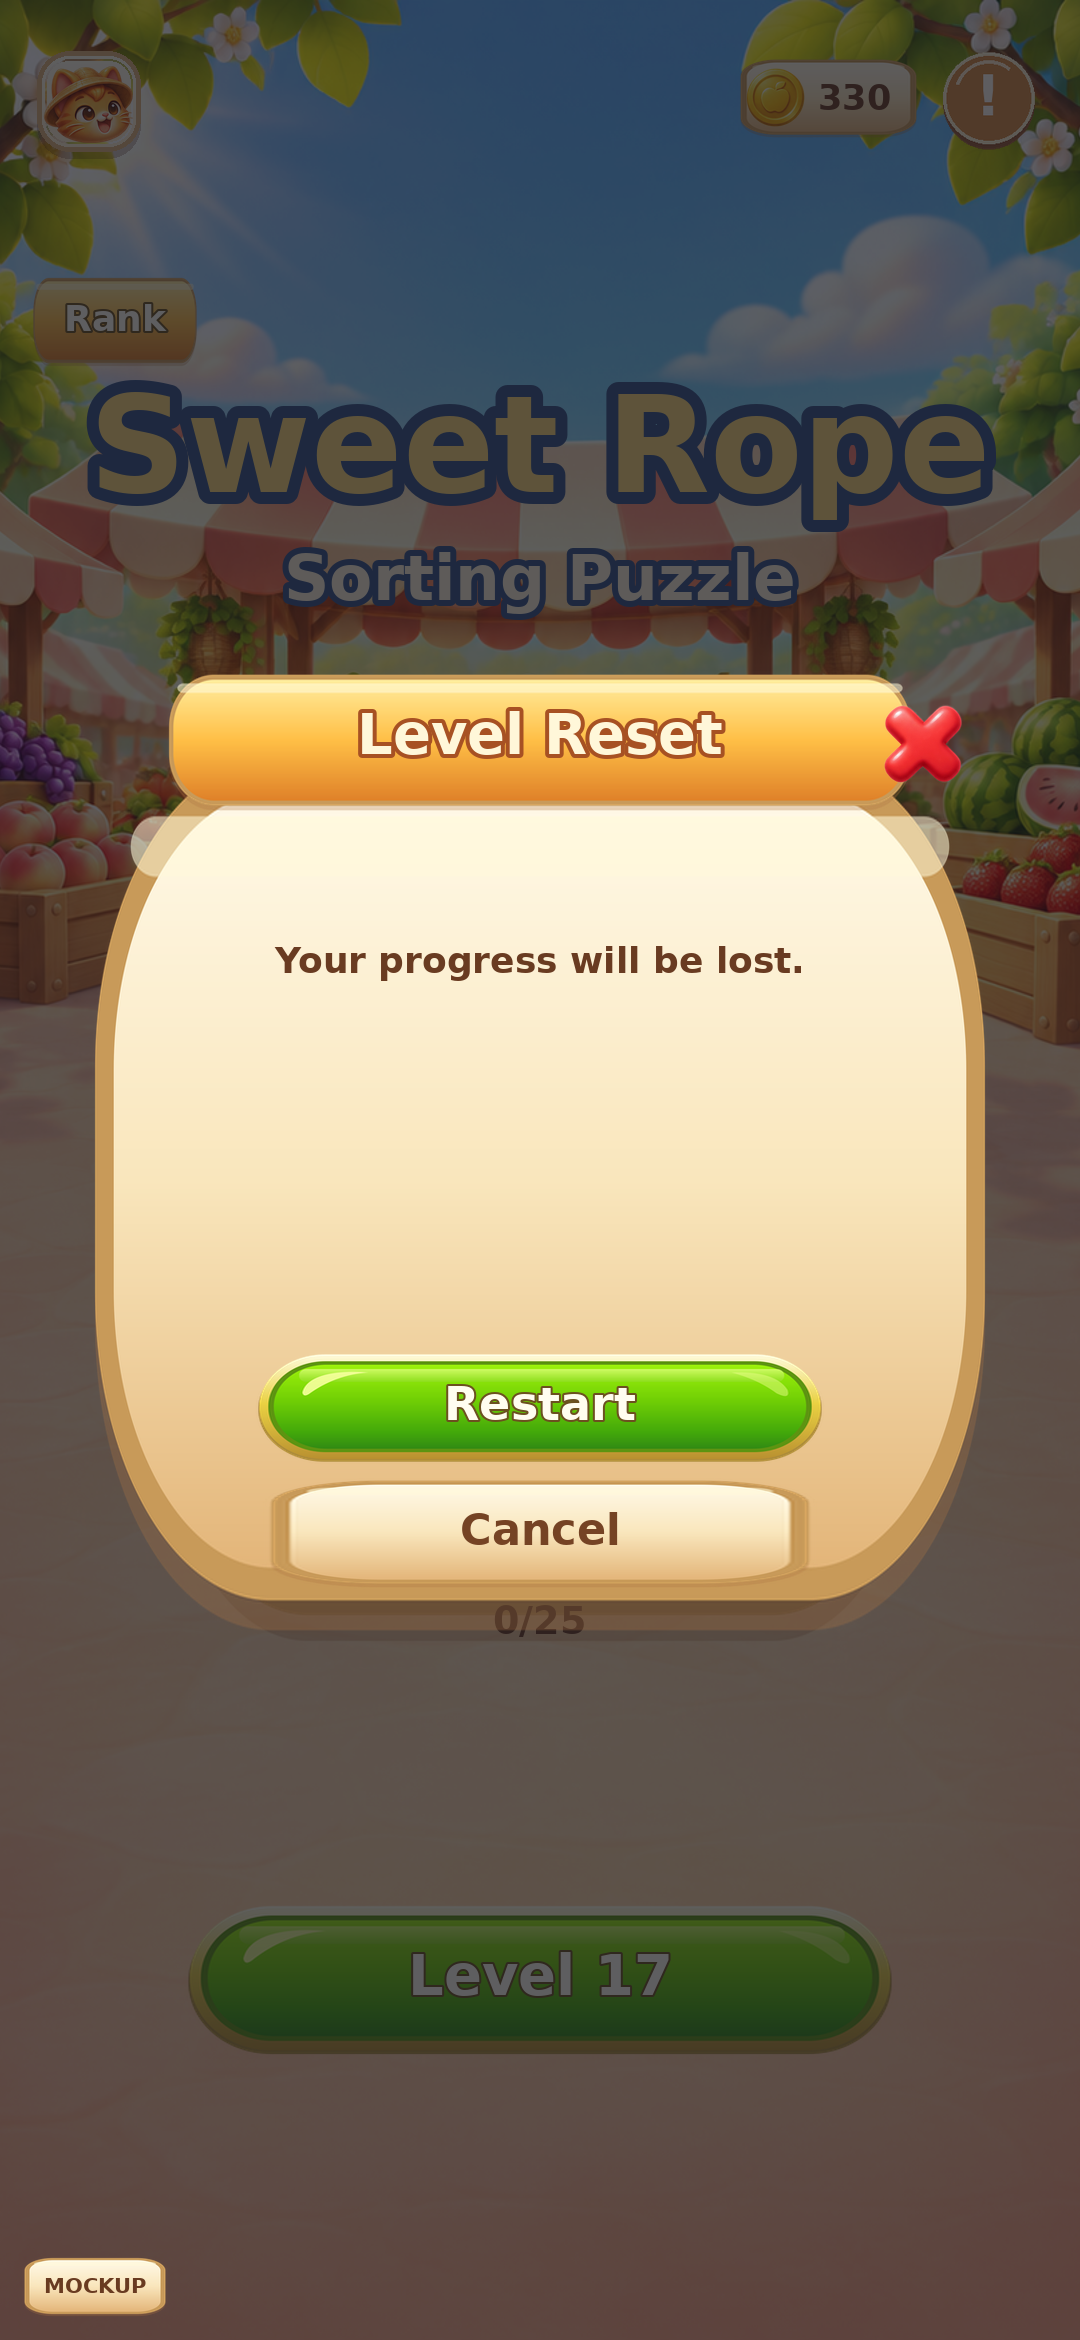 330
!
Rank
Sweet Rope
Sorting Puzzle
Level Reset
Your progress will be lost.
Restart
Cancel
0/25
Level 17
MOCKUP